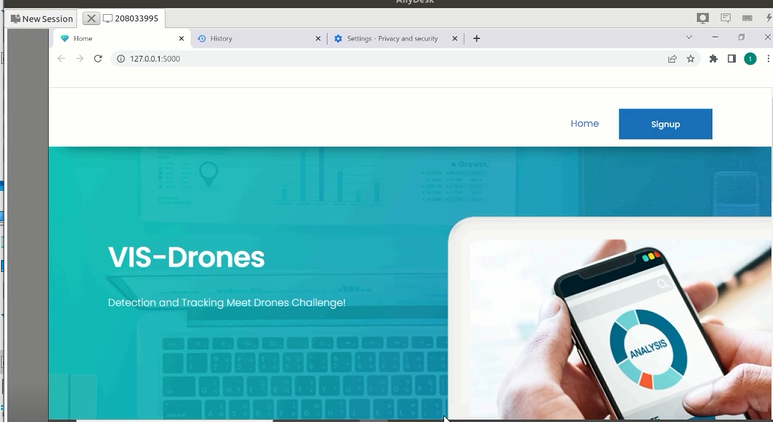 AnyDesk
New Session
208033995
Home
History
Settings - Privacy and security
127.0.0.1:5000
t
Home
Signup
Growth.
VIS-Drones
Detection and Tracking Meet Drones Challenge!
ANALYSIS